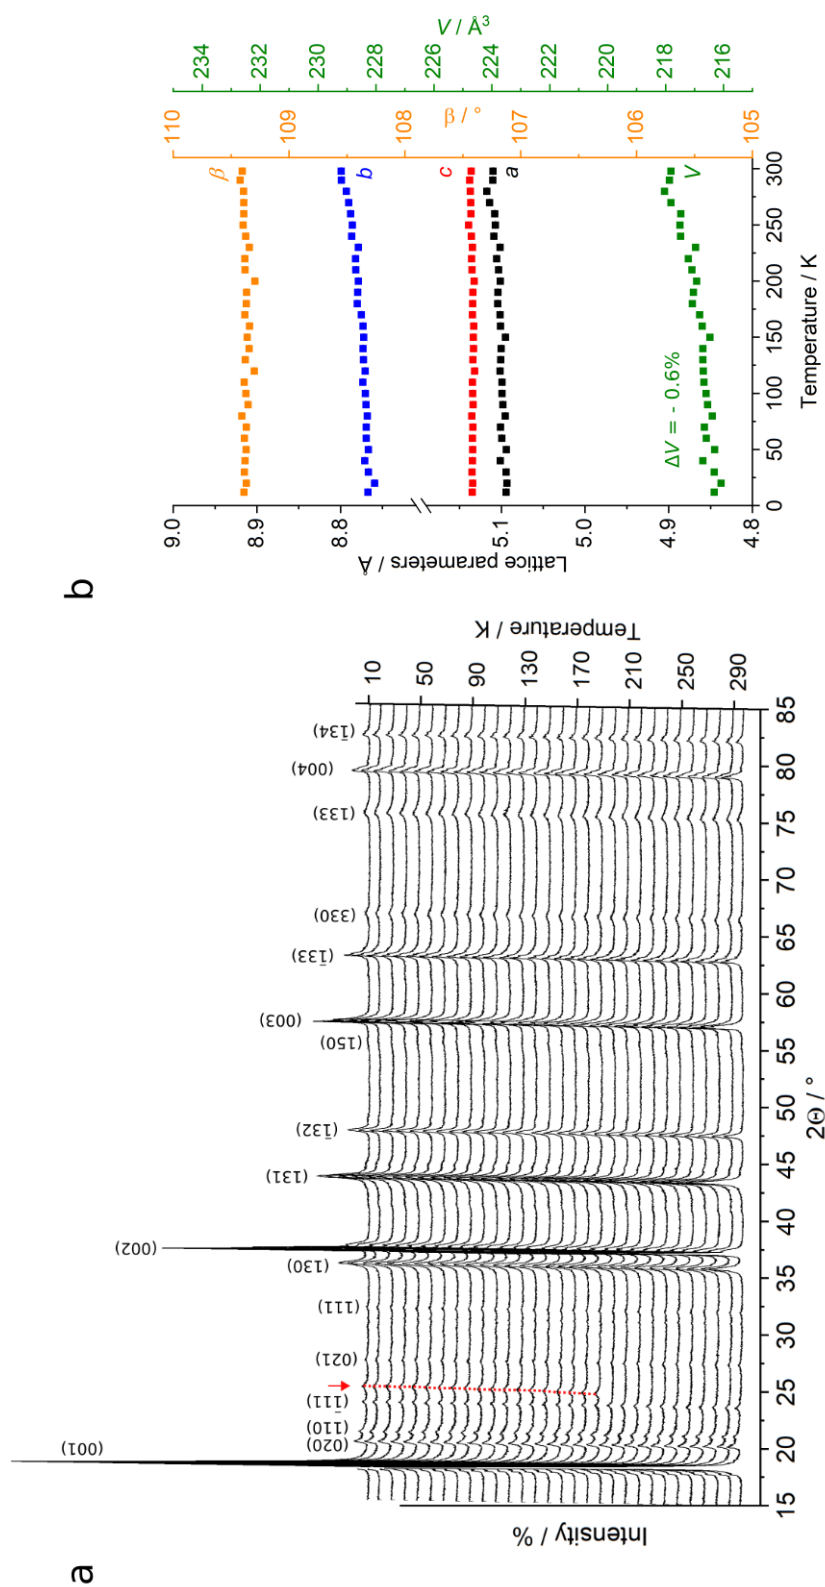 a
Intensity / %
(001)
(020)
(110)
(1̄11)
(021)
(111)
(130)
(002)
(131)
(1̄32)
(150)
(003)
(1̄33)
(330)
(133)
(004)
(1̄34)
15 20 25 30 35 40 45 50 55 60 65 70 75 80 85
2Θ / °
10
50
90
130
170
210
250
290
Temperature / K
b
Lattice parameters / Å
9.0
8.9
8.8
5.1
5.0
4.9
4.8
β
b
c
a
V
ΔV = - 0.6%
0 50 100 150 200 250 300
Temperature / K
110
109
108
107
106
105
β / °
234
232
229
228
226
224
222
220
218
216
V / Å³